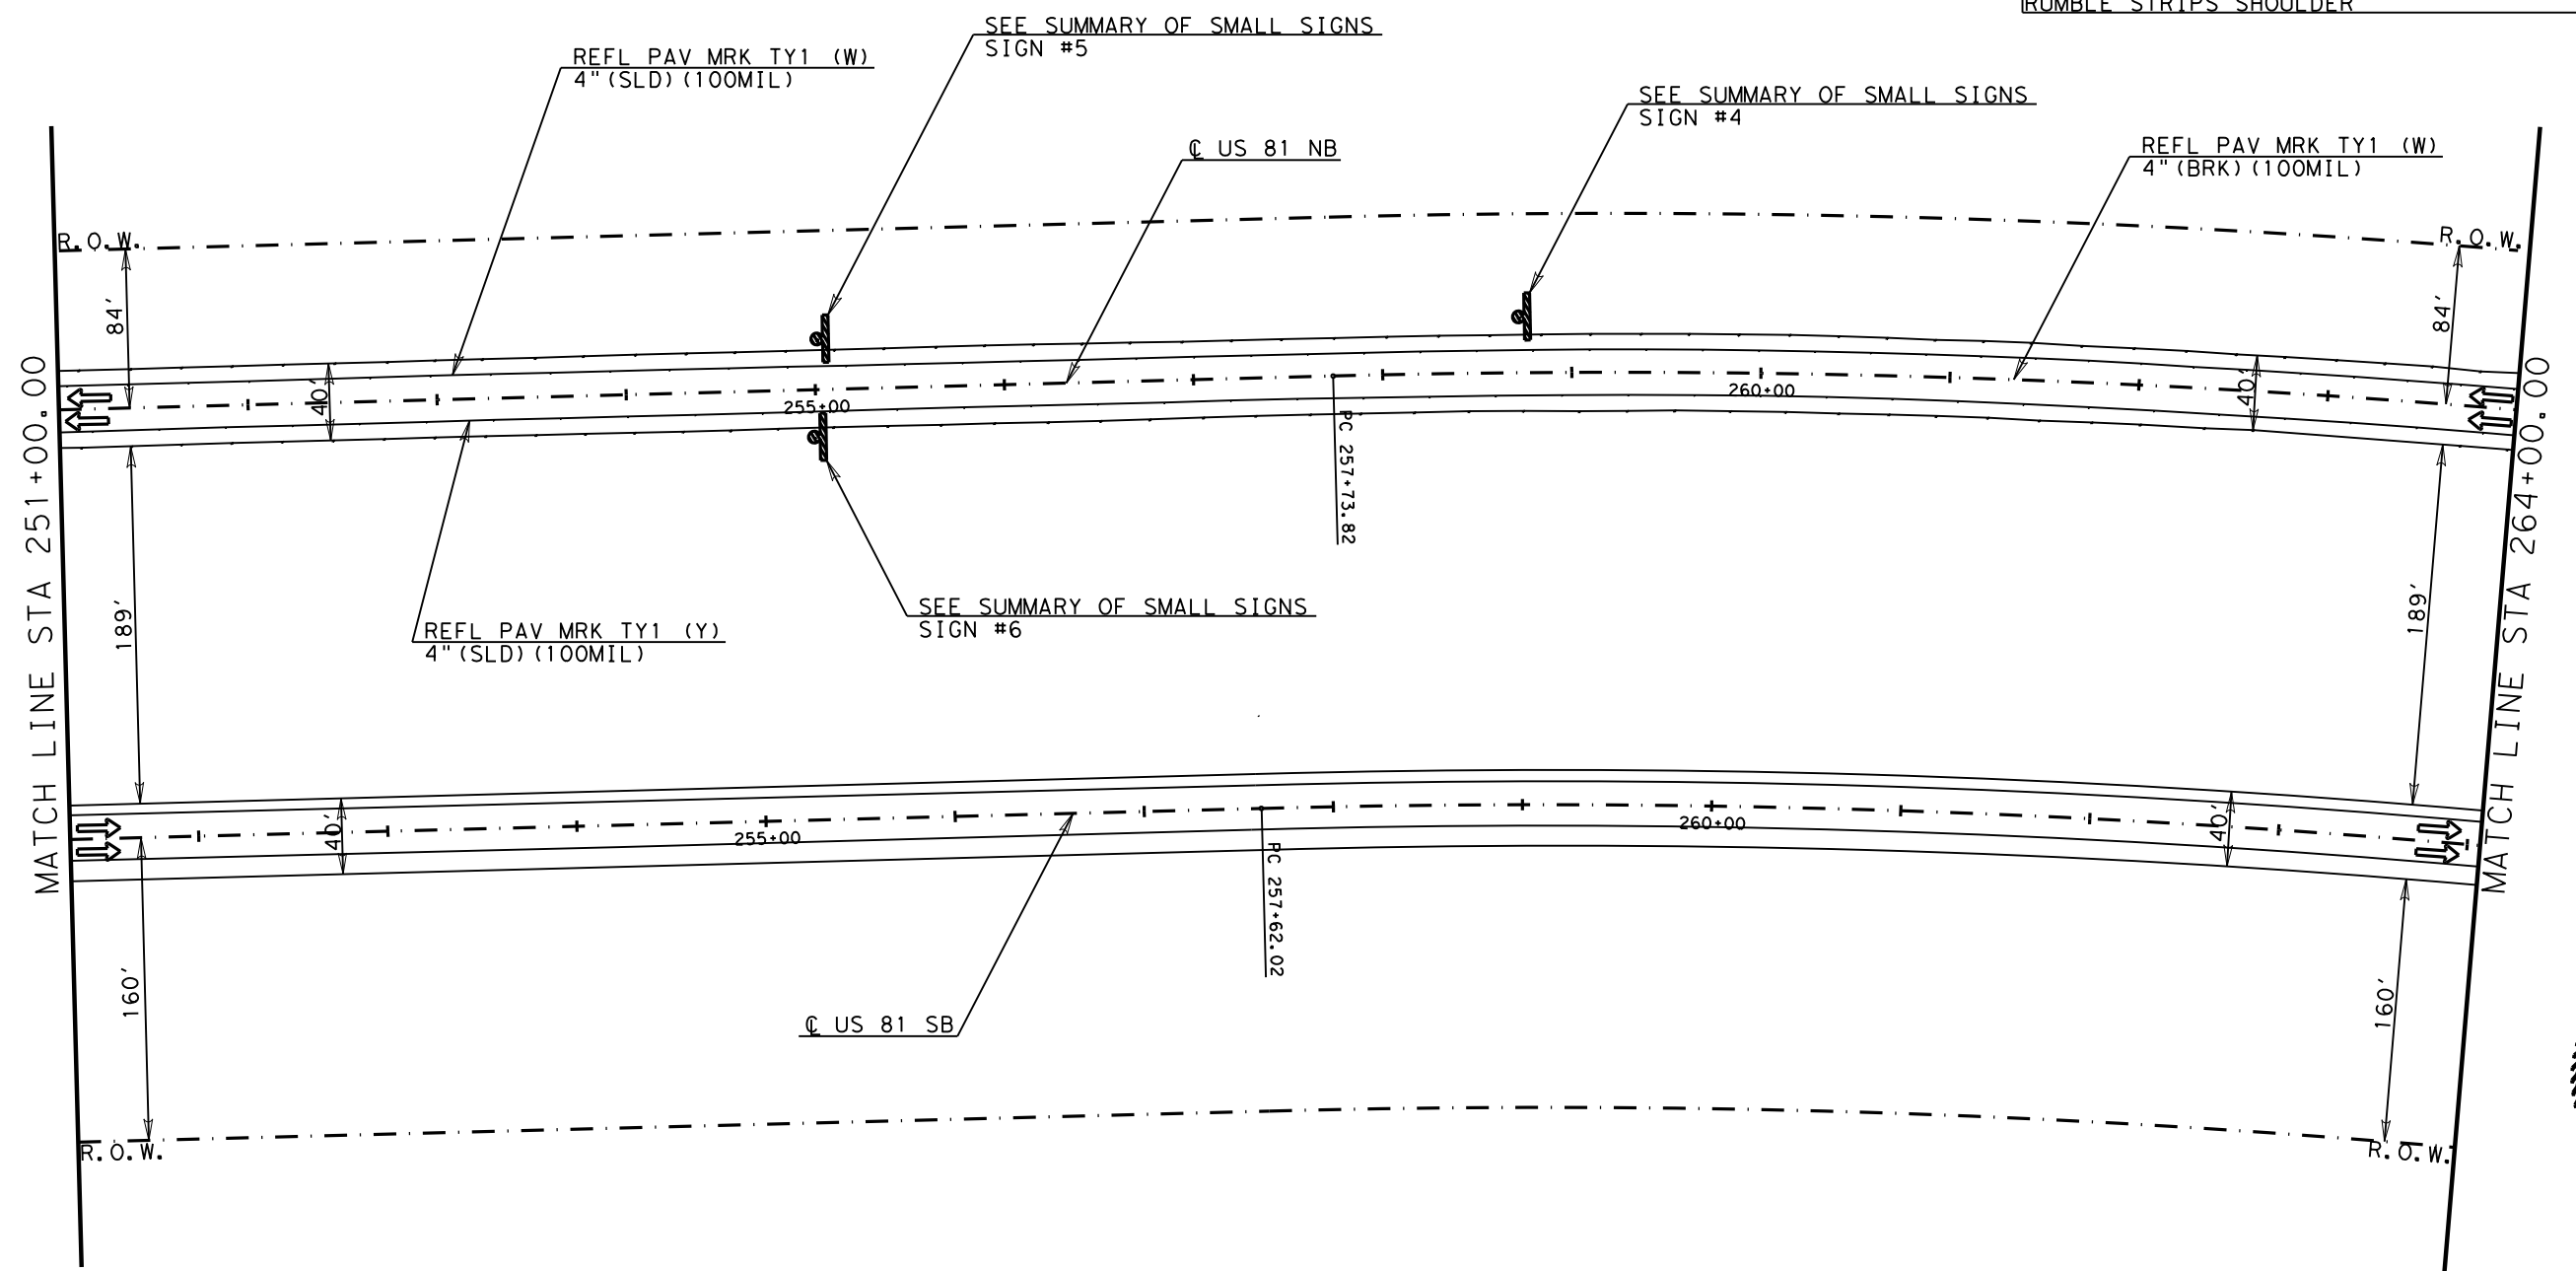 RUMBLE STRIPS SHOULDER
SEE SUMMARY OF SMALL SIGNS
SIGN #5
REFL PAV MRK TY1 (W)
4"(SLD)(100MIL)
SEE SUMMARY OF SMALL SIGNS
SIGN #4
℄ US 81 NB
REFL PAV MRK TY1 (W)
4"(BRK)(100MIL)
R.O.W.
R.O.W.
84'
84'
MATCH LINE STA 251+00.00
MATCH LINE STA 264+00.00
40'
255+00
260+00
40'
PC 257+73.82
189'
189'
SEE SUMMARY OF SMALL SIGNS
SIGN #6
REFL PAV MRK TY1 (Y)
4"(SLD)(100MIL)
40'
255+00
260+00
40'
PC 257+62.02
160'
160'
℄ US 81 SB
R.O.W.
R.O.W.